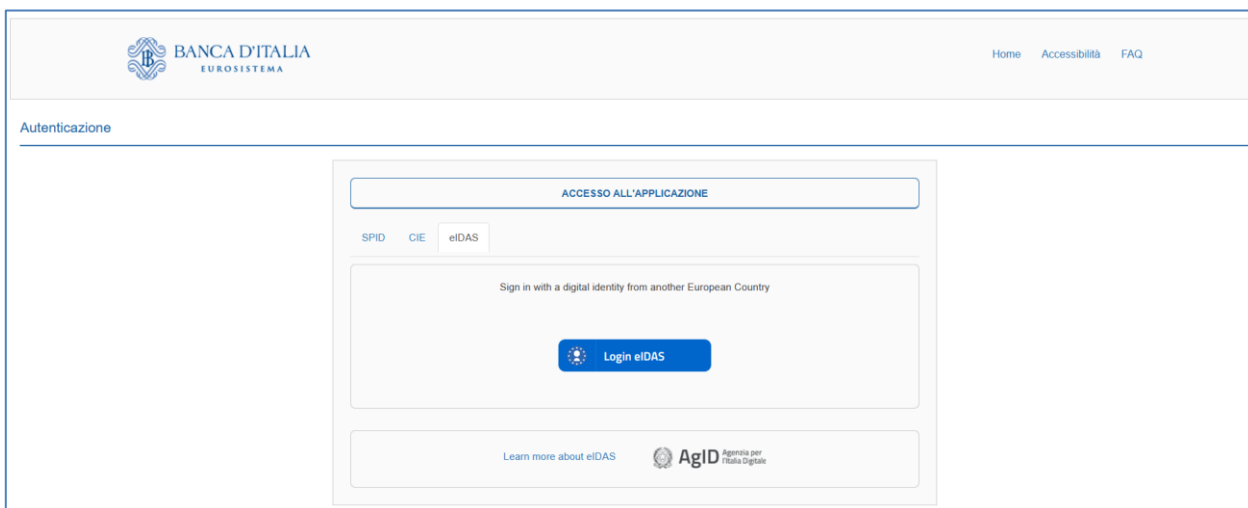 BANCA D'ITALIA
EUROSISTEMA
Home Accessibilità FAQ
Autenticazione
ACCESSO ALL'APPLICAZIONE
SPID CIE eIDAS
Sign in with a digital identity from another European Country
Login eIDAS
Learn more about eIDAS
AgID Agenzia per
l'Italia Digitale